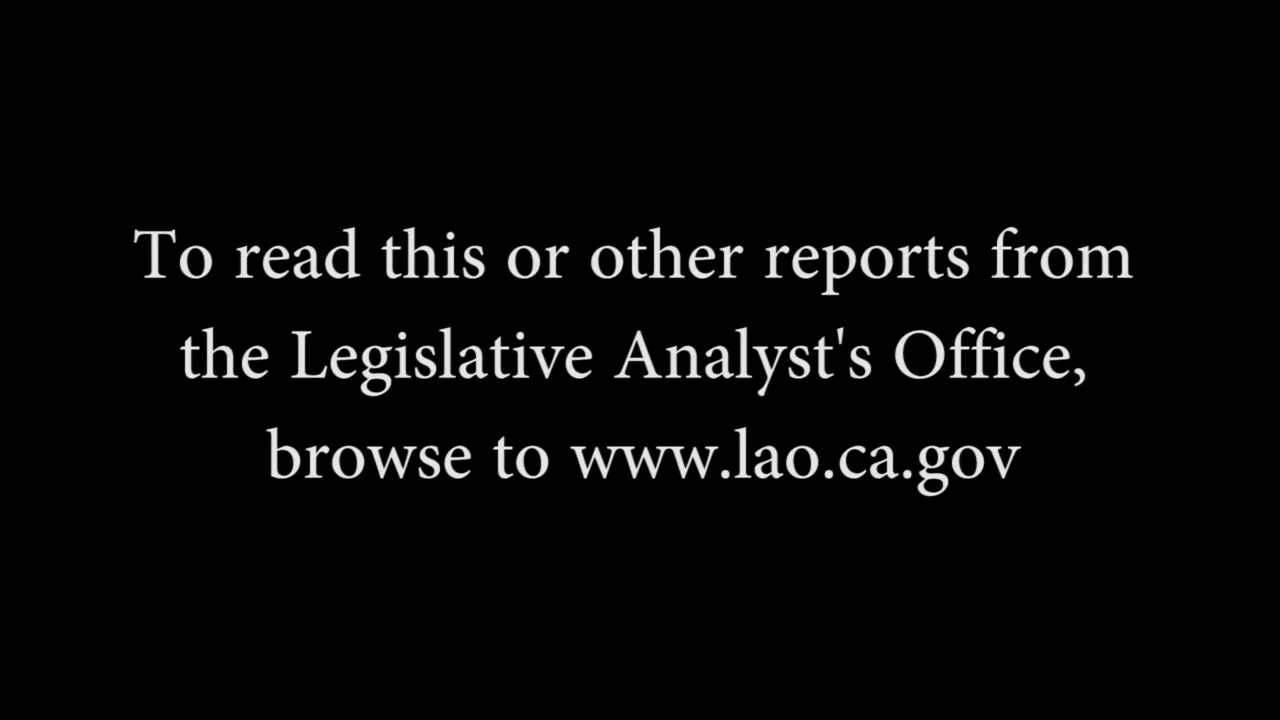 To read this or other reports from
the Legislative Analyst's Office,
browse to www.lao.ca.gov